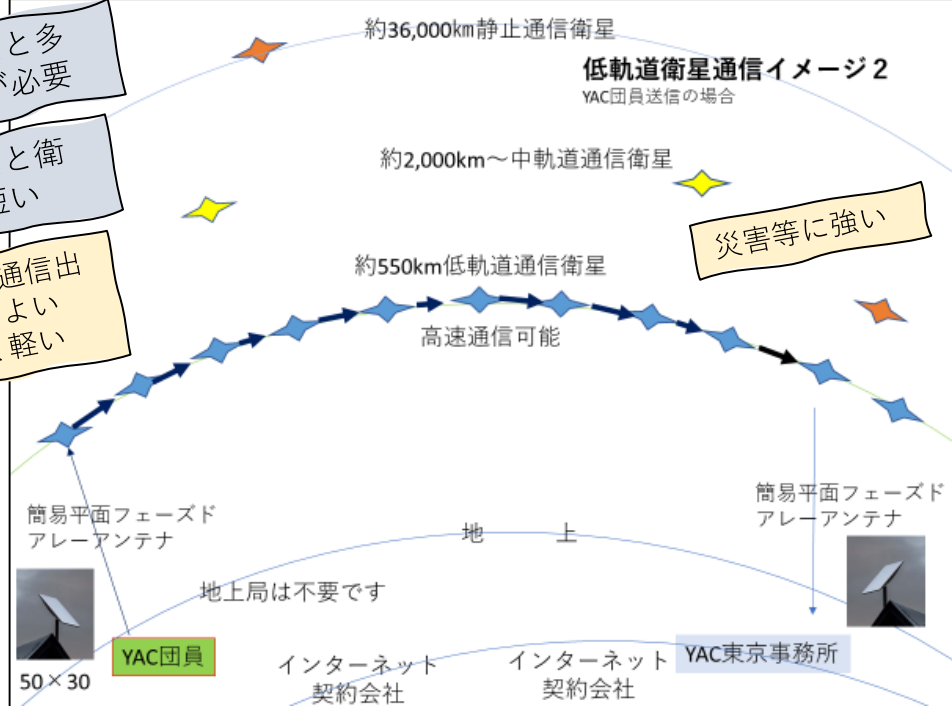 約36,000㎞静止通信衛星
低軌道衛星通信イメージ２
YAC団員送信の場合
と多
が必要
と衛
短い
通信出
よい
軽い
約2,000km～中軌道通信衛星
災害等に強い
約550km低軌道通信衛星
高速通信可能
簡易平面フェーズド
アレーアンテナ
簡易平面フェーズド
アレーアンテナ
地　上
地上局は不要です
YAC団員
50×30
インターネット
契約会社
インターネット
契約会社
YAC東京事務所